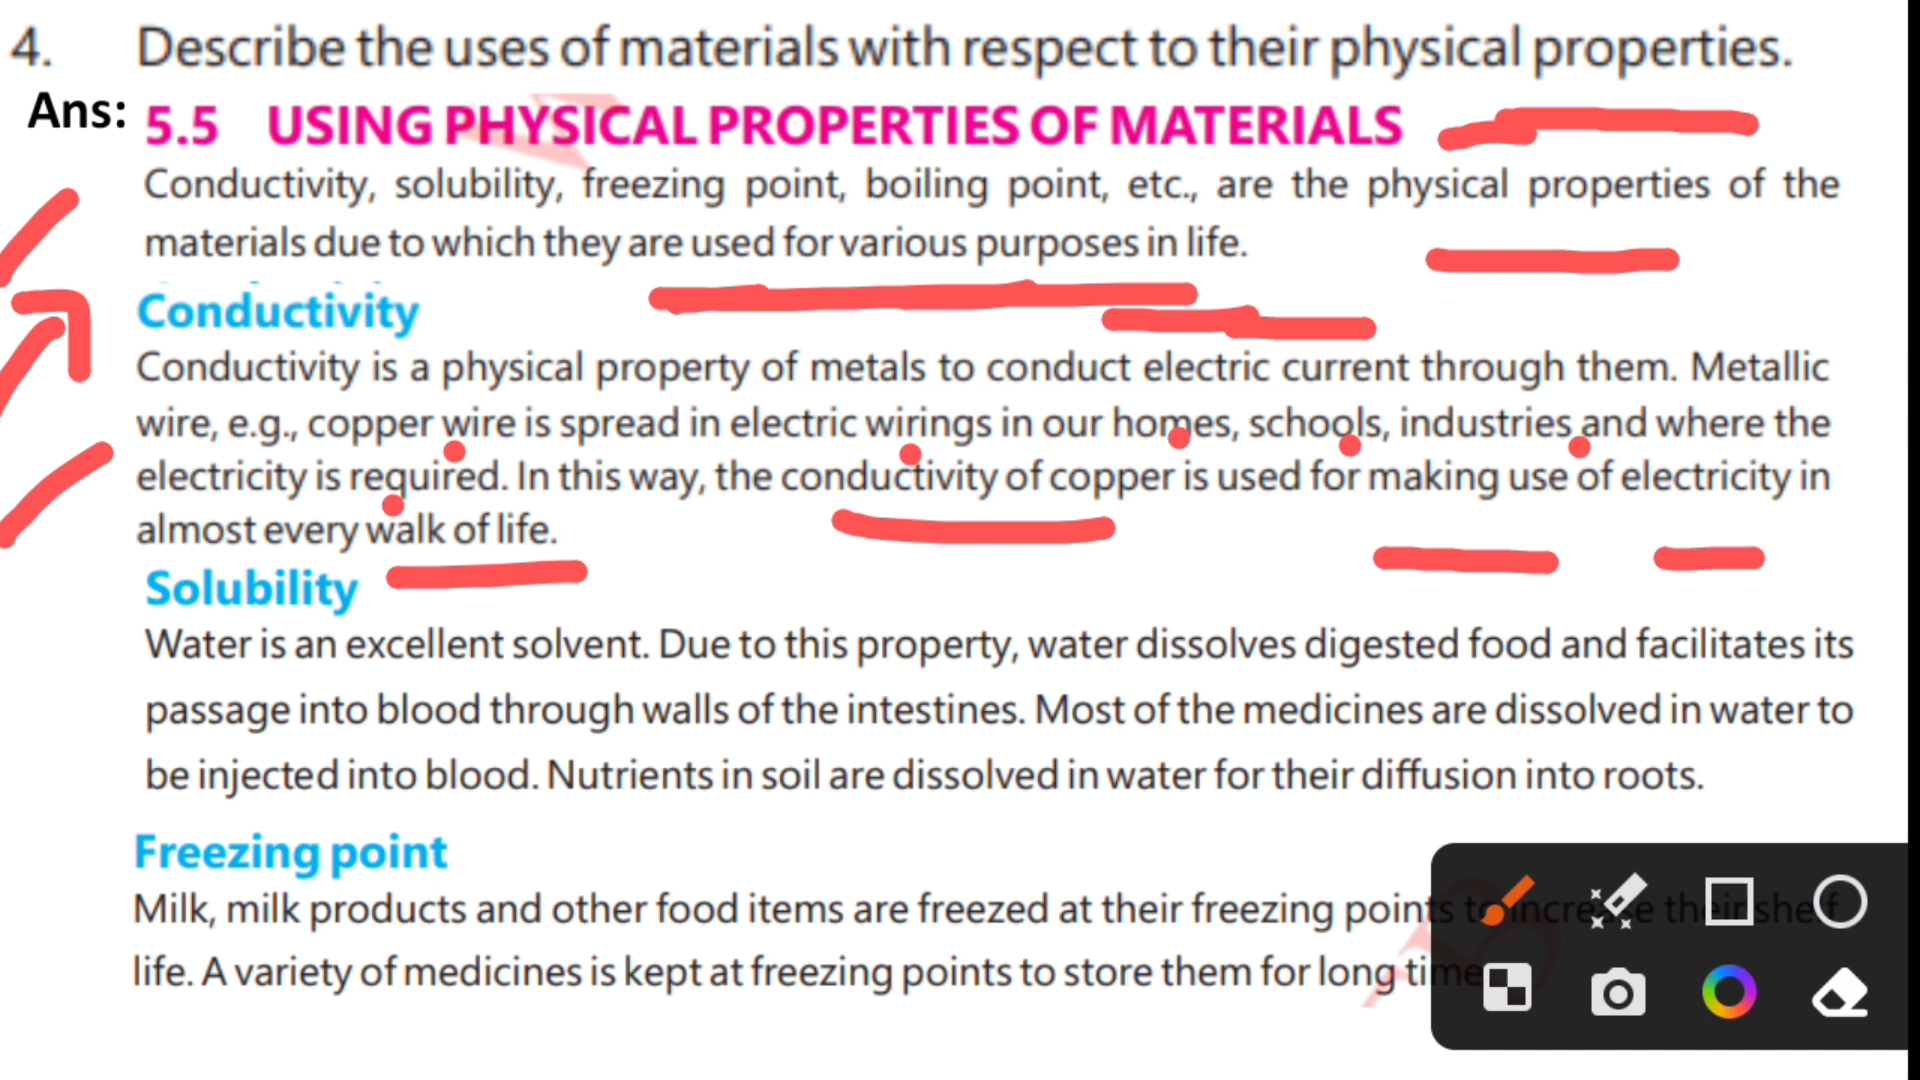 4. Describe the uses of materials with respect to their physical properties.
Ans: 5.5 USING PHYSICAL PROPERTIES OF MATERIALS
Conductivity, solubility, freezing point, boiling point, etc., are the physical properties of the
materials due to which they are used for various purposes in life.
Conductivity
Conductivity is a physical property of metals to conduct electric current through them. Metallic
wire, e.g., copper wire is spread in electric wirings in our homes, schools, industries and where the
electricity is required. In this way, the conductivity of copper is used for making use of electricity in
almost every walk of life.
Solubility
Water is an excellent solvent. Due to this property, water dissolves digested food and facilitates its
passage into blood through walls of the intestines. Most of the medicines are dissolved in water to
be injected into blood. Nutrients in soil are dissolved in water for their diffusion into roots.
Freezing point
Milk, milk products and other food items are freezed at their freezing points to increase their shelf
life. A variety of medicines is kept at freezing points to store them for long time